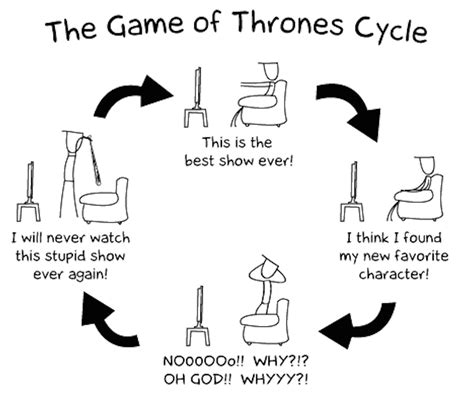 The Game of Thrones Cycle
This is the
best show ever!
I think I found
my new favorite
character!
NOOOOOo!! WHY?!?
OH GOD!! WHYYY?!
I will never watch
this stupid show
ever again!